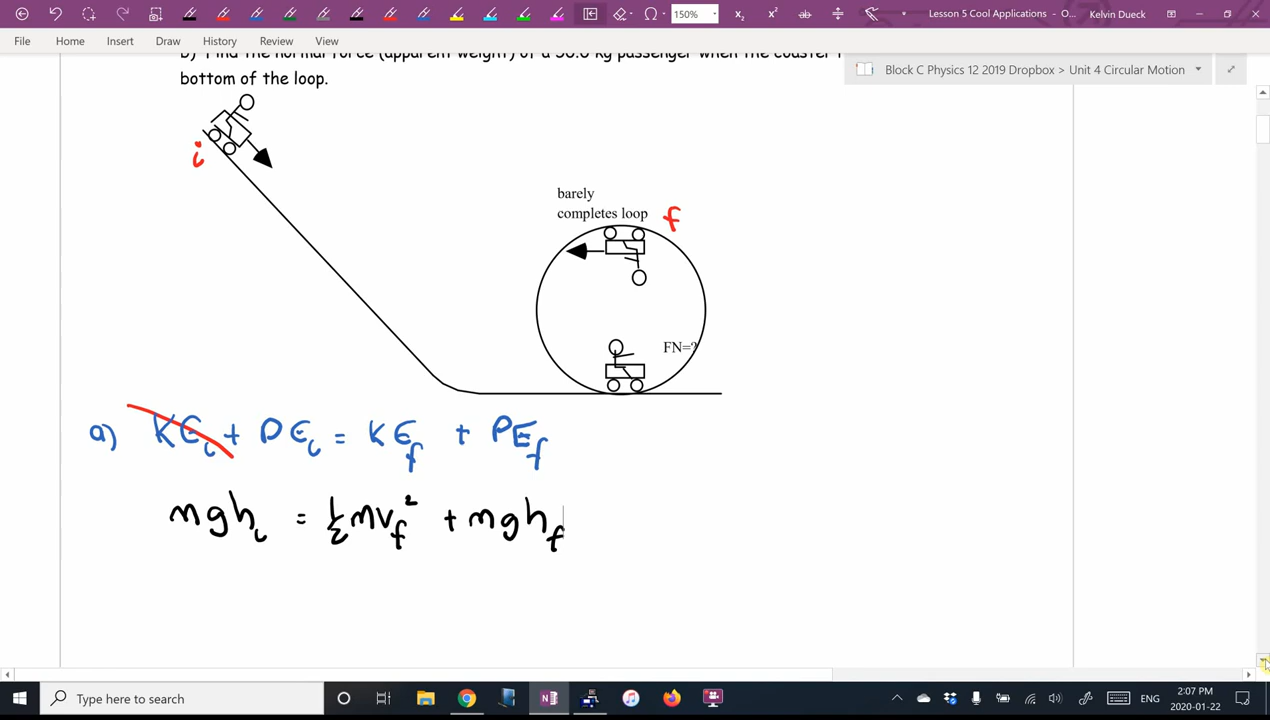 150% Lesson 5 Cool Applications - O... Kelvin Dueck
File Home Insert Draw History Review View
Block C Physics 12 2019 Dropbox > Unit 4 Circular Motion
b) Find the normal force (apparent weight) of a 50.0 kg passenger when the coaster
bottom of the loop.
i
barely
completes loop
f
FN=?
a) KEi + PEi = KEf + PEf
mghi = 1/2 mvf² + mghf
Type here to search
ENG
2:07 PM
2020-01-22